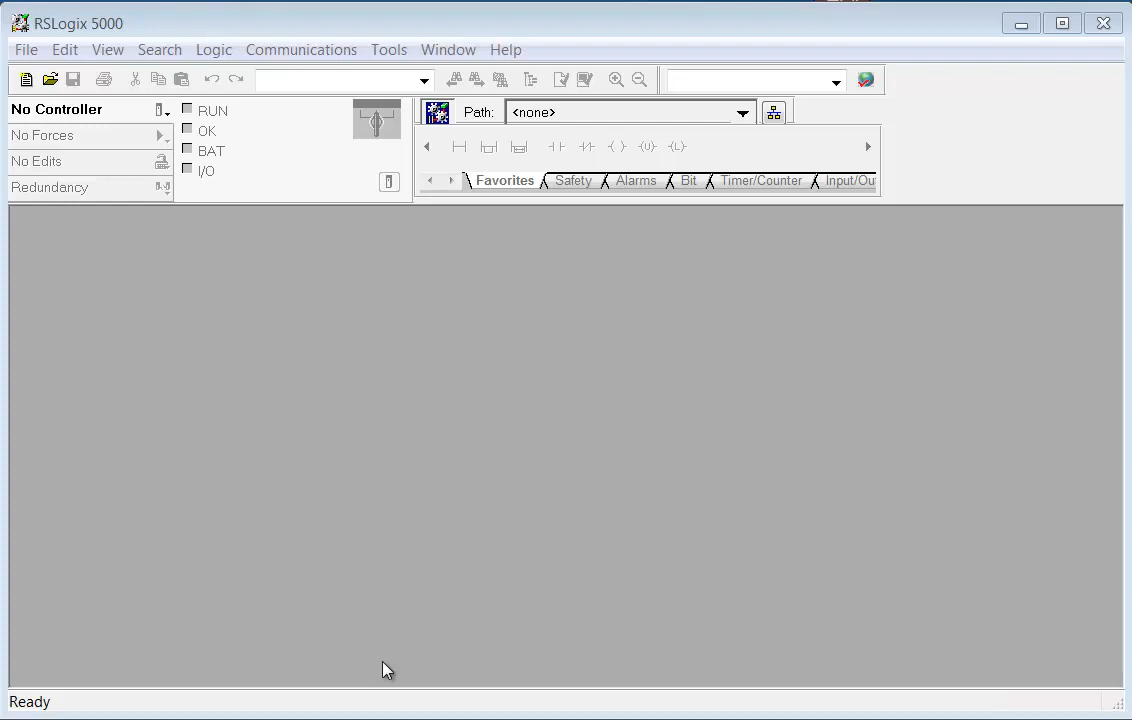 RSLogix 5000
File Edit View Search Logic Communications Tools Window Help
No Controller
No Forces
No Edits
Redundancy
RUN
OK
BAT
I/O
Path: <none>
Favorites Safety Alarms Bit Timer/Counter Input/Ou
Ready